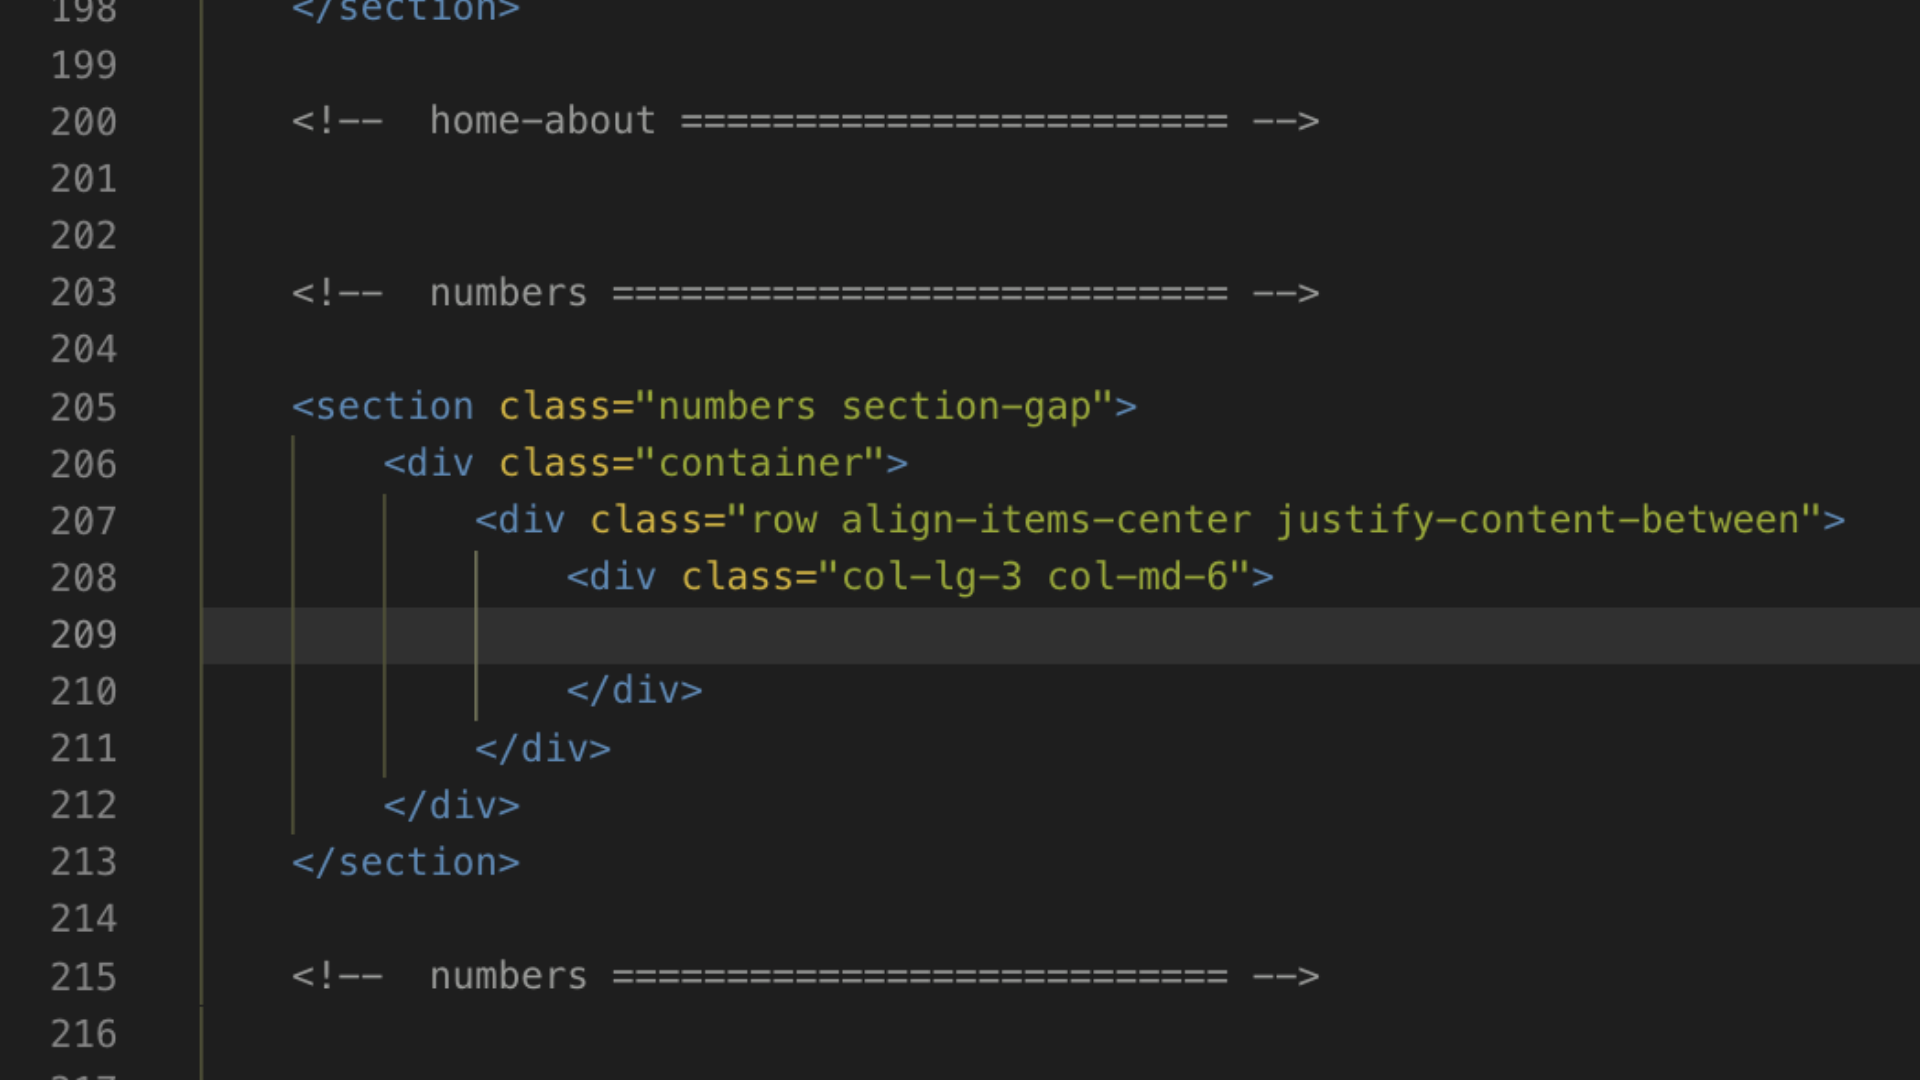 198 </section>
199
200 <!--  home-about ======================== -->
201
202
203 <!--  numbers =========================== -->
204
205 <section class="numbers section-gap">
206 <div class="container">
207 <div class="row align-items-center justify-content-between">
208 <div class="col-lg-3 col-md-6">
209
210 </div>
211 </div>
212 </div>
213 </section>
214
215 <!--  numbers =========================== -->
216
217